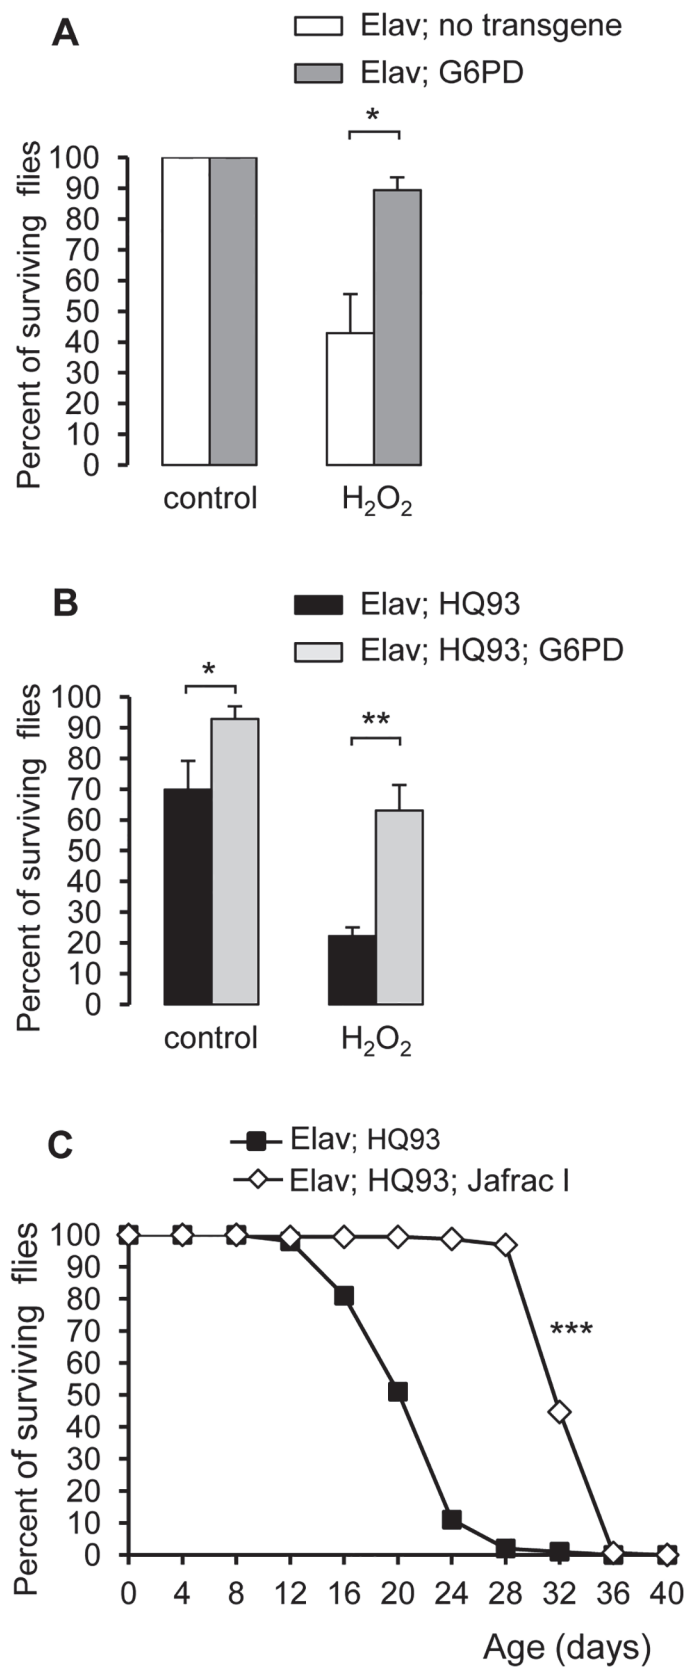 A
Elav; no transgene
Elav; G6PD
*
Percent of surviving flies
100
90
80
70
60
50
40
30
20
10
0
control
H₂O₂
B
Elav; HQ93
Elav; HQ93; G6PD
*
**
Percent of surviving flies
100
90
80
70
60
50
40
30
20
10
0
control
H₂O₂
C
Elav; HQ93
Elav; HQ93; Jafrac I
Percent of surviving flies
100
90
80
70
60
50
40
30
20
10
0
***
0 4 8 12 16 20 24 28 32 36 40
Age (days)